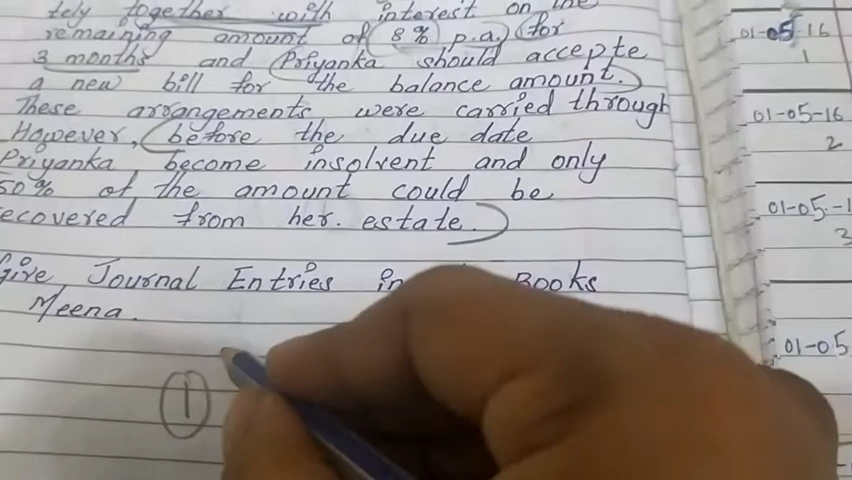 tely together with interest on the
remaining amount of (8% p.a.) (for
3 months and (Priyanka should accepte
a new bill for the balance amount.)
These arrangements were carried through
However, (before the due date
Priyanka become insolvent and only
50% of the amount could be
ecovered from her. estate.)
Give Journal Entries in Books
Meena.
1
01-05-16
1
01-05-16
2
01-05-1
3
01-05